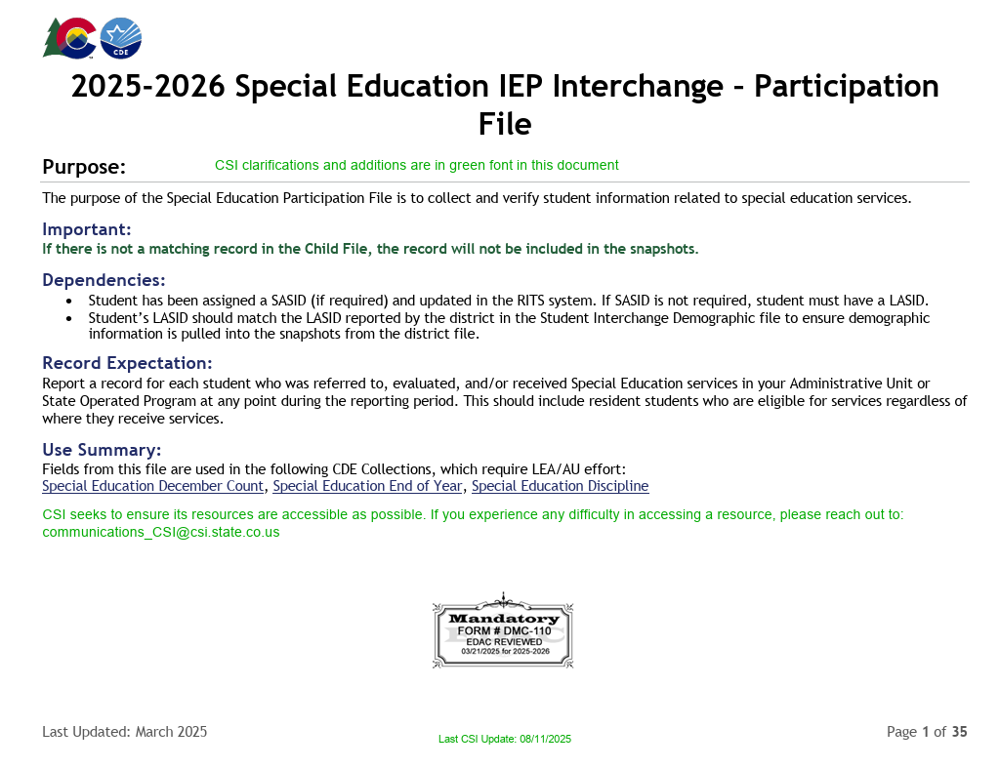 CDE
2025-2026 Special Education IEP Interchange – Participation
File
Purpose:
CSI clarifications and additions are in green font in this document
The purpose of the Special Education Participation File is to collect and verify student information related to special education services.
Important:
If there is not a matching record in the Child File, the record will not be included in the snapshots.
Dependencies:
• Student has been assigned a SASID (if required) and updated in the RITS system. If SASID is not required, student must have a LASID.
• Student’s LASID should match the LASID reported by the district in the Student Interchange Demographic file to ensure demographic
information is pulled into the snapshots from the district file.
Record Expectation:
Report a record for each student who was referred to, evaluated, and/or received Special Education services in your Administrative Unit or
State Operated Program at any point during the reporting period. This should include resident students who are eligible for services regardless of
where they receive services.
Use Summary:
Fields from this file are used in the following CDE Collections, which require LEA/AU effort:
Special Education December Count, Special Education End of Year, Special Education Discipline
CSI seeks to ensure its resources are accessible as possible. If you experience any difficulty in accessing a resource, please reach out to:
communications_CSI@csi.state.co.us
Mandatory
FORM # DMC-110
EDAC REVIEWED
03/21/2025 for 2025-2026
Last Updated: March 2025
Last CSI Update: 08/11/2025
Page 1 of 35